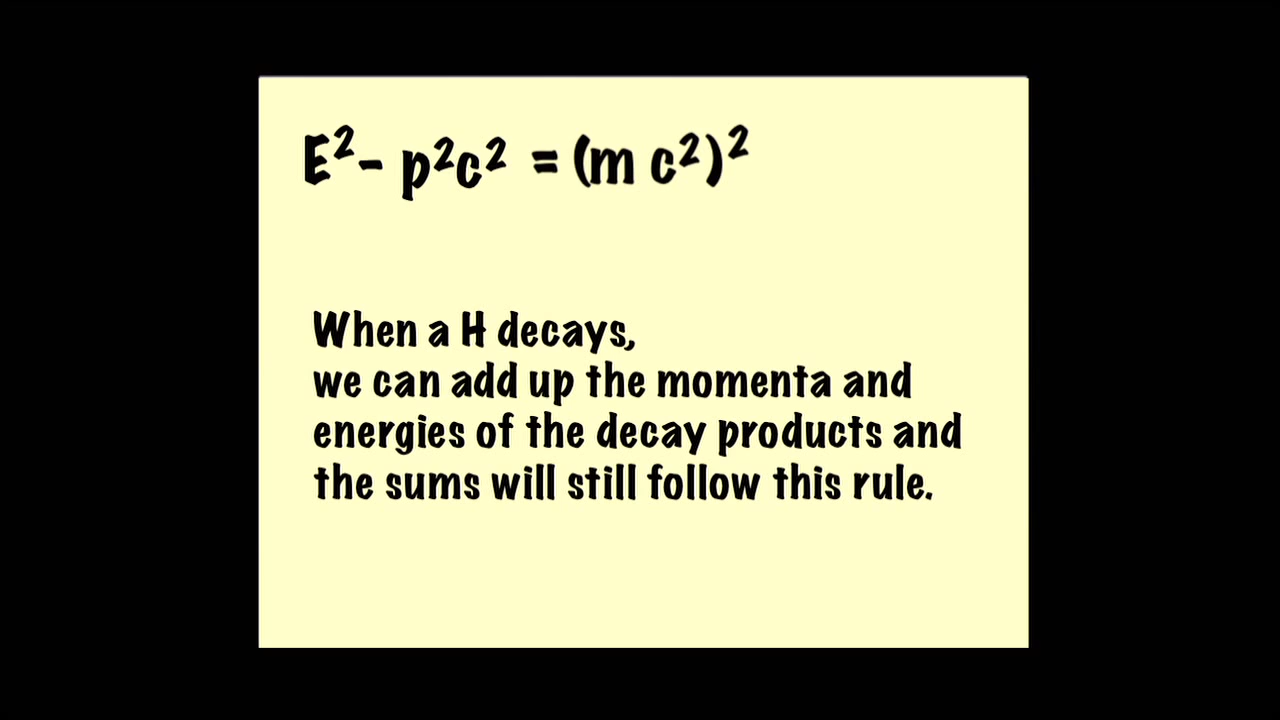 E²- p²c² = (m c²)²
When a H decays,
we can add up the momenta and
energies of the decay products and
the sums will still follow this rule.